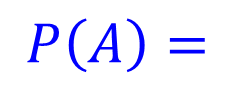 P(A) =